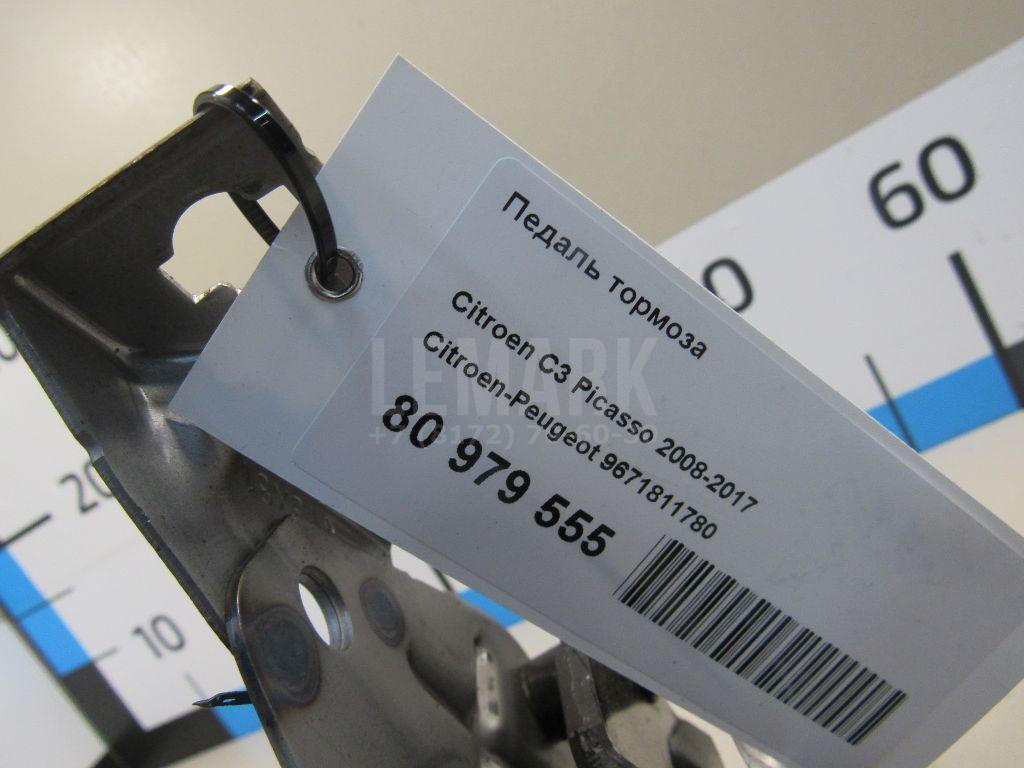 Педаль тормоза
Citroen C3 Picasso 2008-2017
Citroen-Peugeot 9671811780
80 979 555
LEMARK
60
20
10